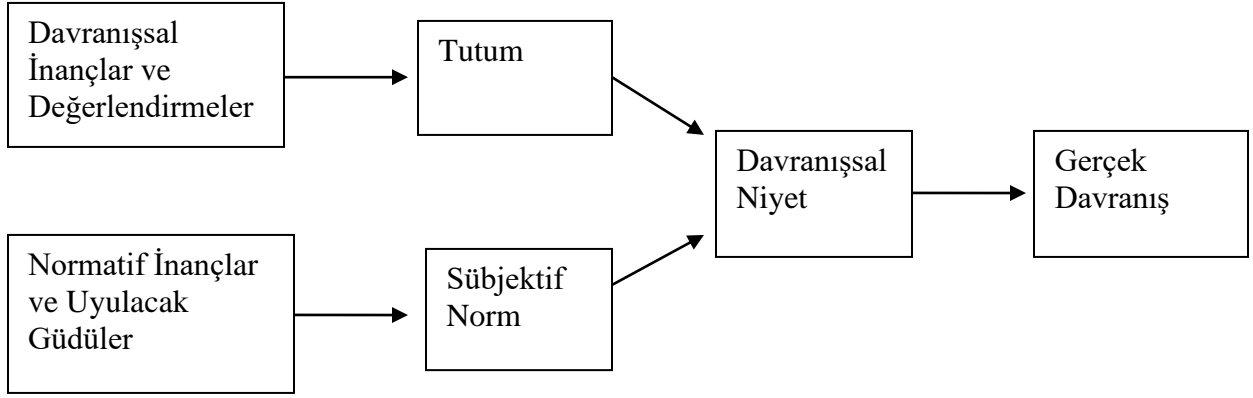 Davranışsal
İnançlar ve
Değerlendirmeler
Tutum
Davranışsal
Niyet
Gerçek
Davranış
Normatif İnançlar
ve Uyulacak
Güdüler
Sübjektif
Norm